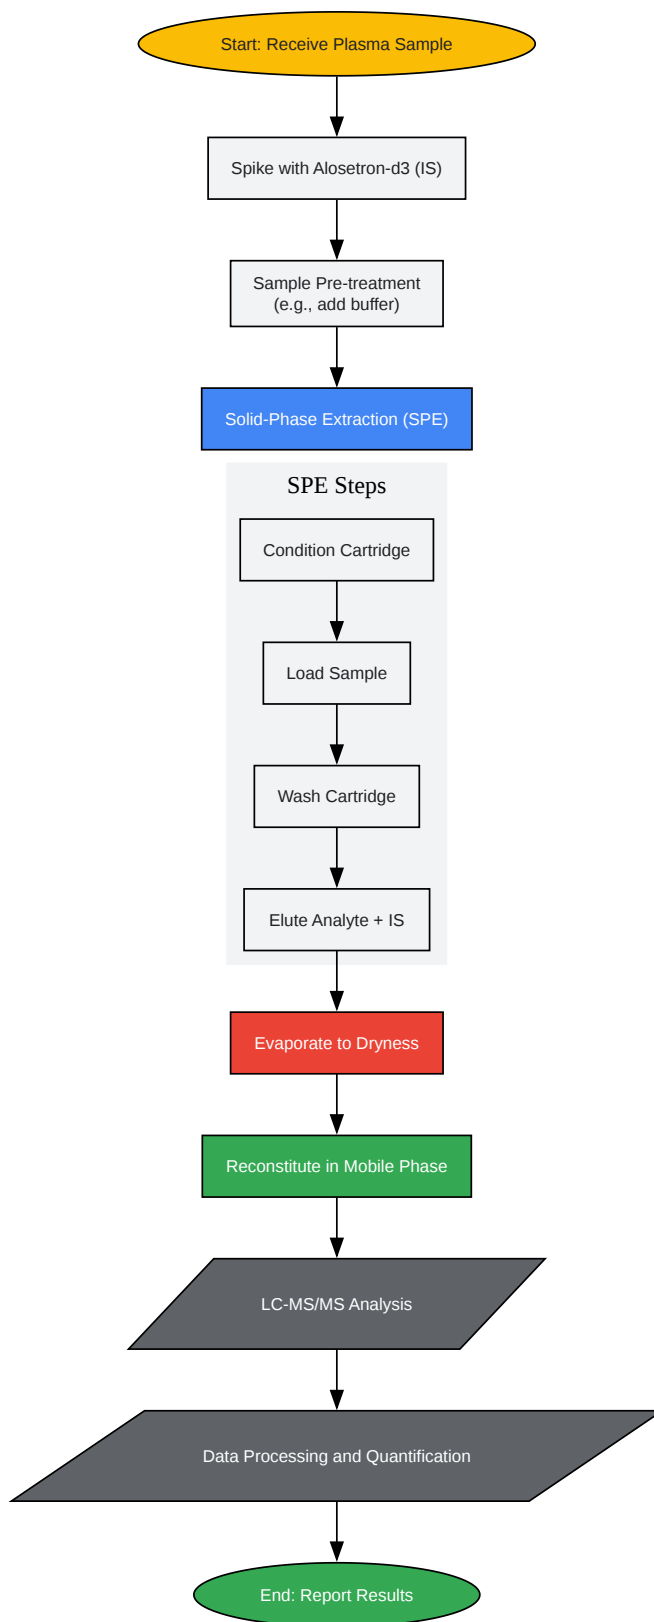 Start: Receive Plasma Sample
Spike with Alosetron-d3 (IS)
Sample Pre-treatment
(e.g., add buffer)
Solid-Phase Extraction (SPE)
SPE Steps
Condition Cartridge
Load Sample
Wash Cartridge
Elute Analyte + IS
Evaporate to Dryness
Reconstitute in Mobile Phase
LC-MS/MS Analysis
Data Processing and Quantification
End: Report Results